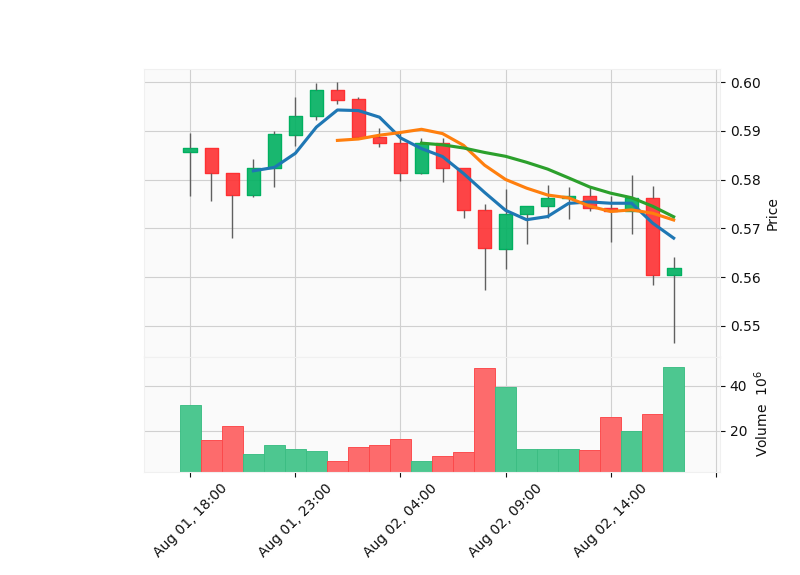 0.60
0.59
0.58
0.57
0.56
0.55
Price
40
20
Volume 10^6
Aug 01, 18:00
Aug 01, 23:00
Aug 02, 04:00
Aug 02, 09:00
Aug 02, 14:00